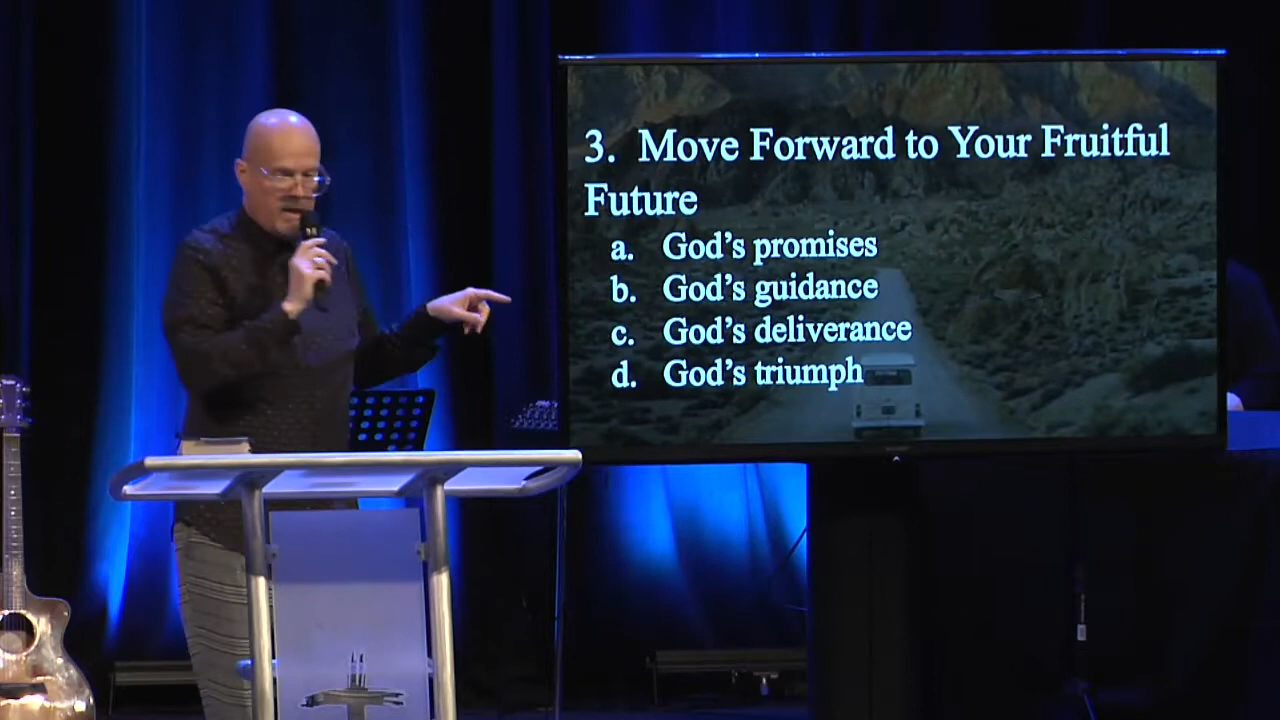 3. Move Forward to Your Fruitful
Future
a. God’s promises
b. God’s guidance
c. God’s deliverance
d. God’s triumph